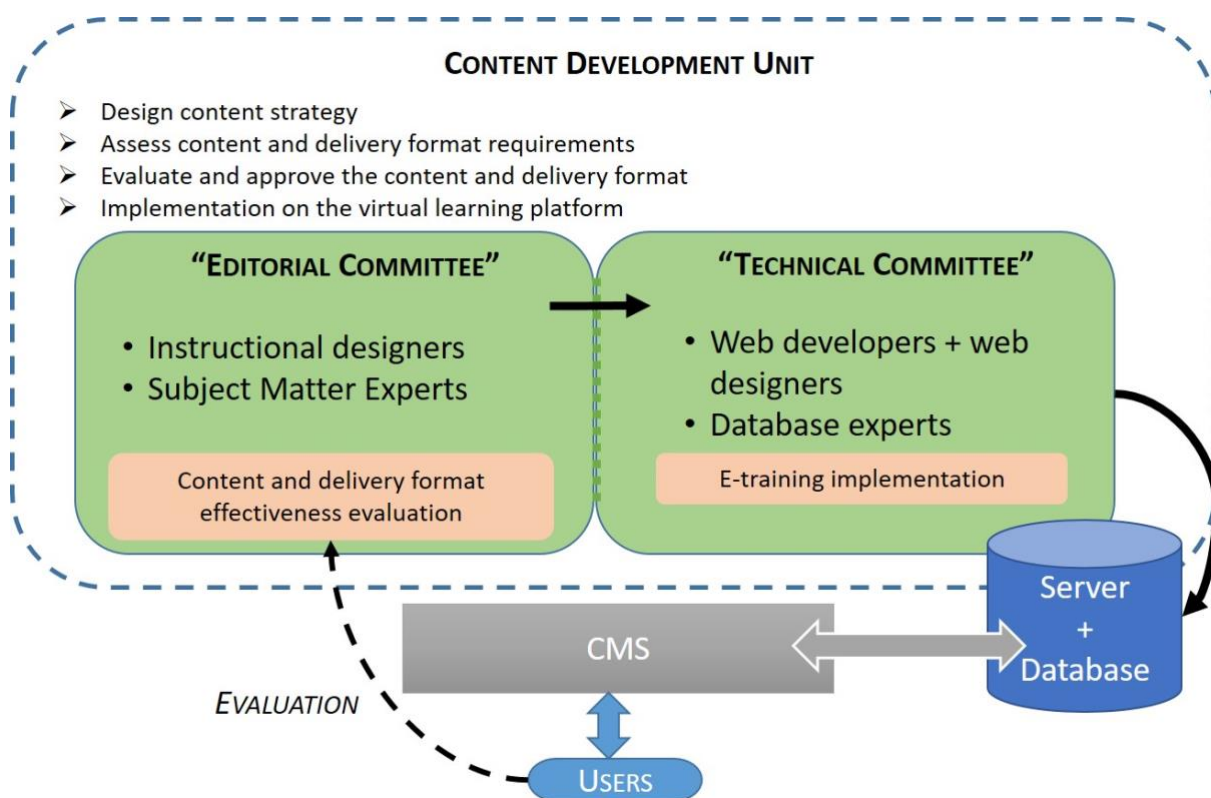 CONTENT DEVELOPMENT UNIT
➢ Design content strategy
➢ Assess content and delivery format requirements
➢ Evaluate and approve the content and delivery format
➢ Implementation on the virtual learning platform
“EDITORIAL COMMITTEE”
• Instructional designers
• Subject Matter Experts
Content and delivery format
effectiveness evaluation
“TECHNICAL COMMITTEE”
• Web developers + web
designers
• Database experts
E-training implementation
Server
+
Database
CMS
EVALUATION
USERS